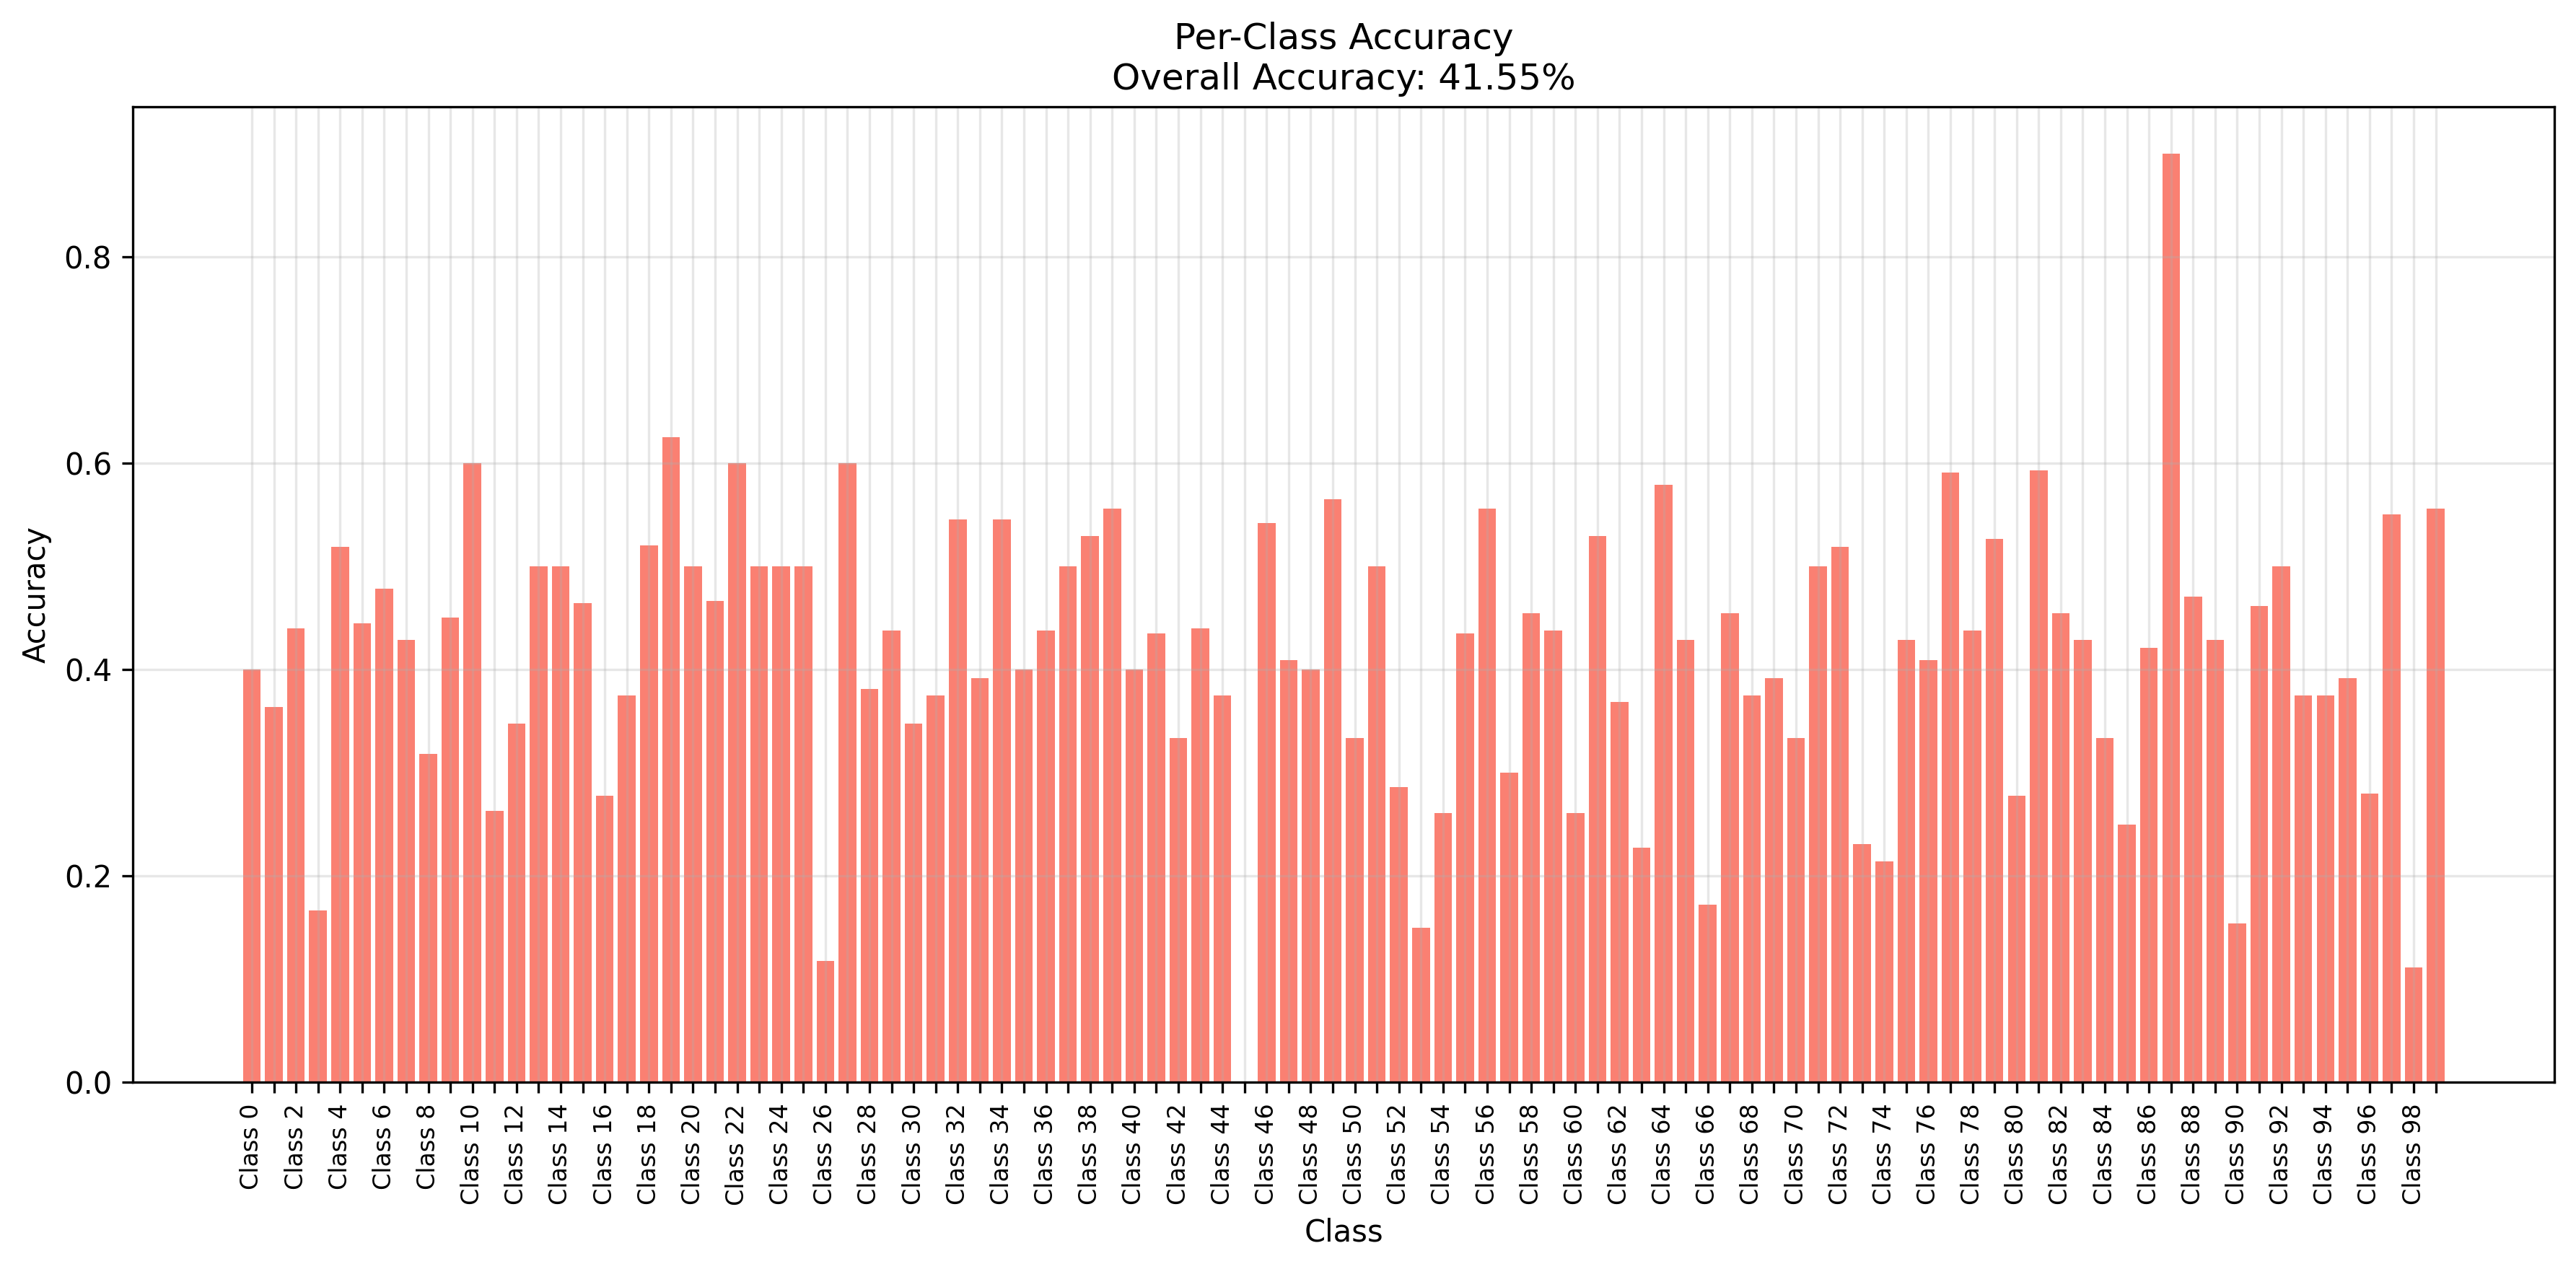 Per-Class Accuracy
Overall Accuracy: 41.55%
Accuracy
0.8
0.6
0.4
0.2
0.0
Class 0
Class 2
Class 4
Class 6
Class 8
Class 10
Class 12
Class 14
Class 16
Class 18
Class 20
Class 22
Class 24
Class 26
Class 28
Class 30
Class 32
Class 34
Class 36
Class 38
Class 40
Class 42
Class 44
Class 46
Class 48
Class 50
Class 52
Class 54
Class 56
Class 58
Class 60
Class 62
Class 64
Class 66
Class 68
Class 70
Class 72
Class 74
Class 76
Class 78
Class 80
Class 82
Class 84
Class 86
Class 88
Class 90
Class 92
Class 94
Class 96
Class 98
Class